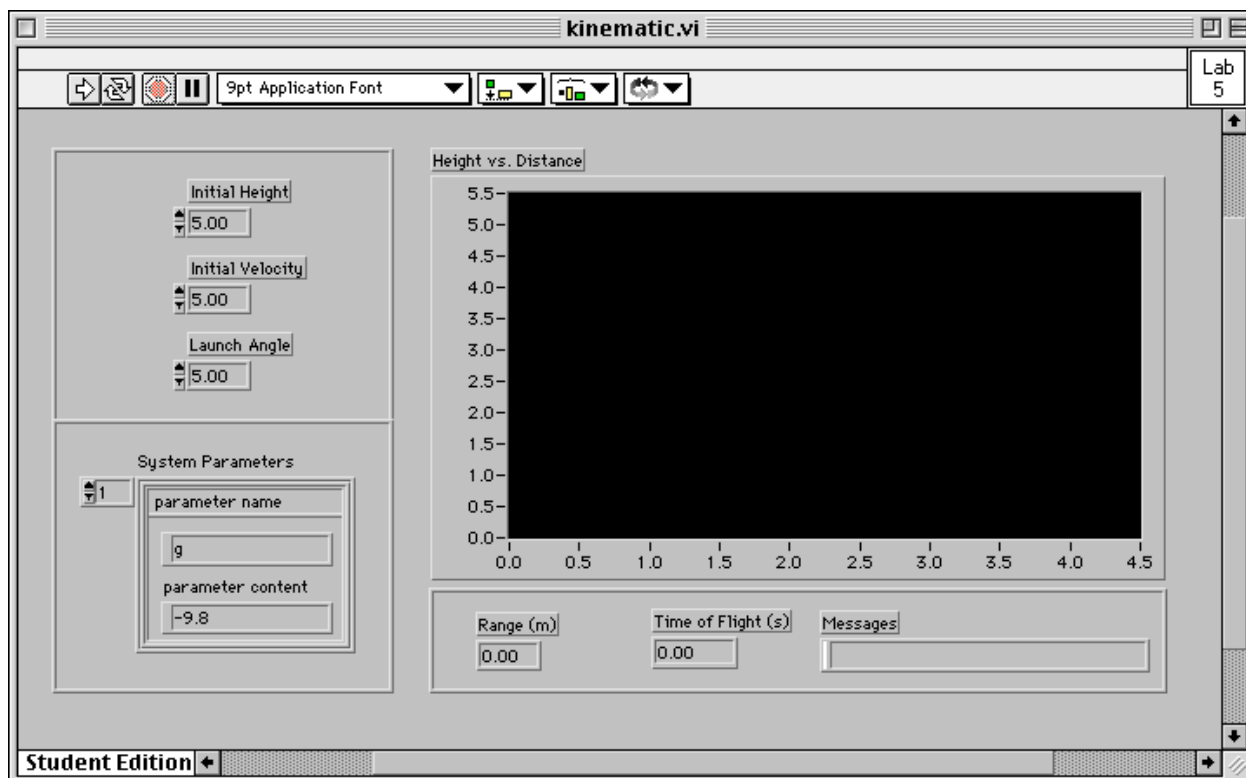 kinematic.vi
Lab
5
9pt Application Font
Initial Height
5.00
Initial Velocity
5.00
Launch Angle
5.00
System Parameters
1
parameter name
g
parameter content
-9.8
Height vs. Distance
5.5
5.0
4.5
4.0
3.5
3.0
2.5
2.0
1.5
1.0
0.5
0.0
0.0 0.5 1.0 1.5 2.0 2.5 3.0 3.5 4.0 4.5
Range (m)
0.00
Time of Flight (s)
0.00
Messages
Student Edition